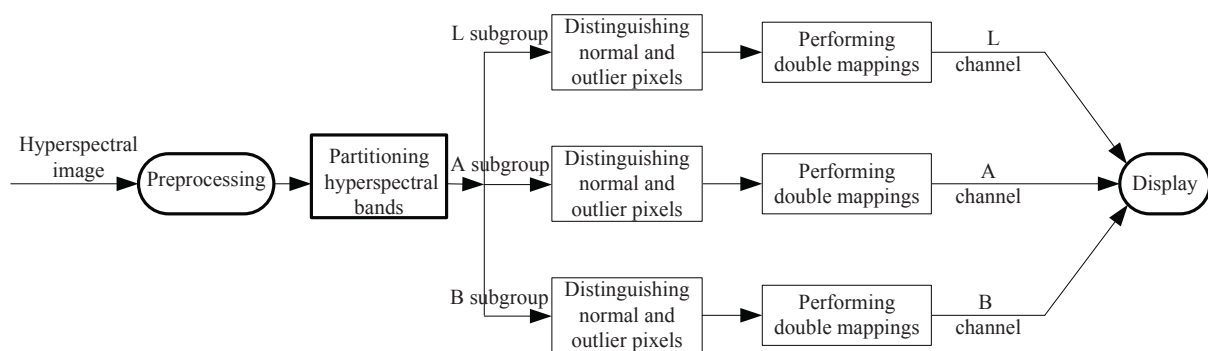 Hyperspectral
image
Preprocessing
Partitioning
hyperspectral
bands
L subgroup
Distinguishing
normal and
outlier pixels
Performing
double mappings
L
channel
A subgroup
Distinguishing
normal and
outlier pixels
Performing
double mappings
A
channel
B subgroup
Distinguishing
normal and
outlier pixels
Performing
double mappings
B
channel
Display